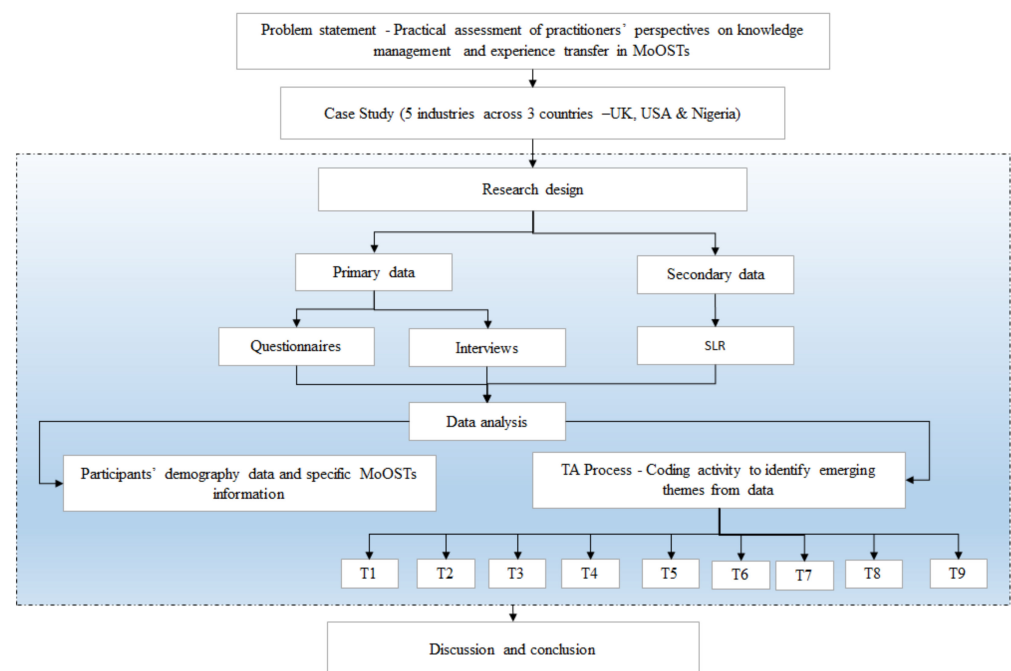 Problem statement - Practical assessment of practitioners’ perspectives on knowledge
management and experience transfer in MoOSTs
Case Study (5 industries across 3 countries –UK, USA & Nigeria)
Research design
Primary data
Secondary data
Questionnaires
Interviews
SLR
Data analysis
Participants’ demography data and specific MoOSTs
information
TA Process - Coding activity to identify emerging
themes from data
T1
T2
T3
T4
T5
T6
T7
T8
T9
Discussion and conclusion